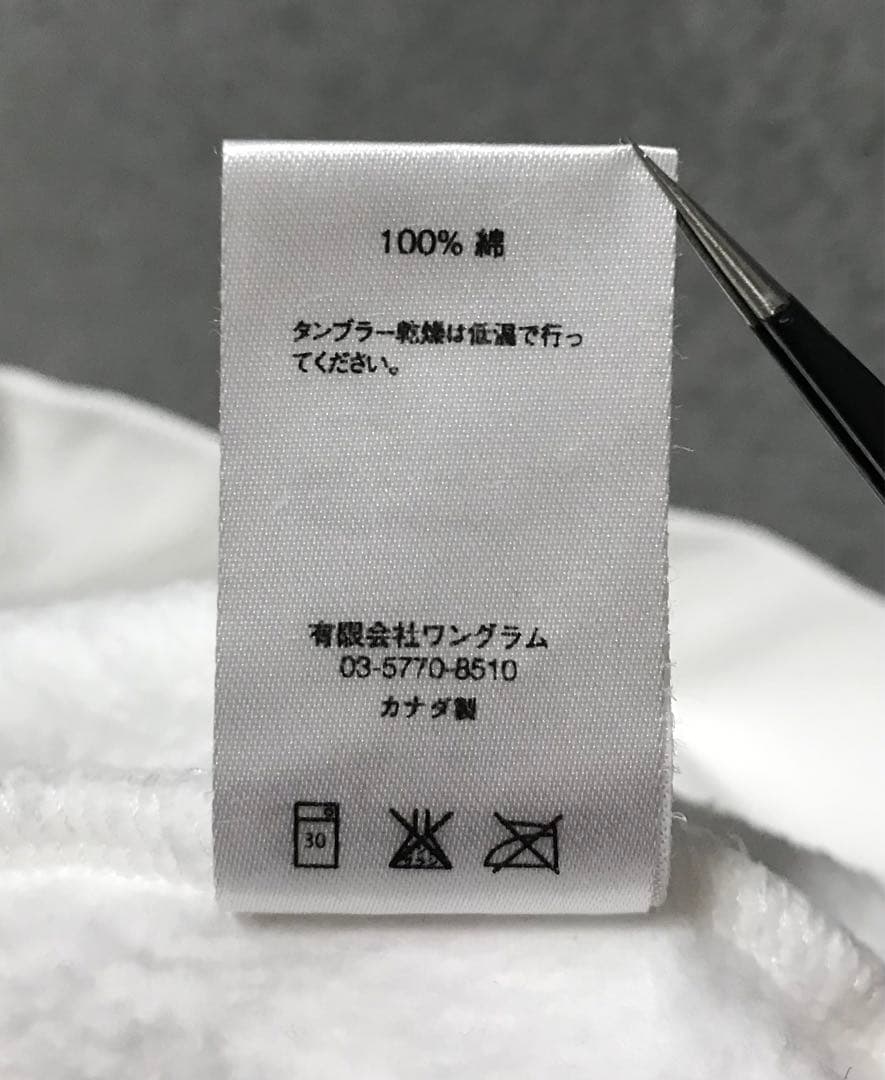 100% 綿
タンブラー乾燥は低温で行っ
てください。
有限会社ワングラム
03-5770-8510
カナダ製
30